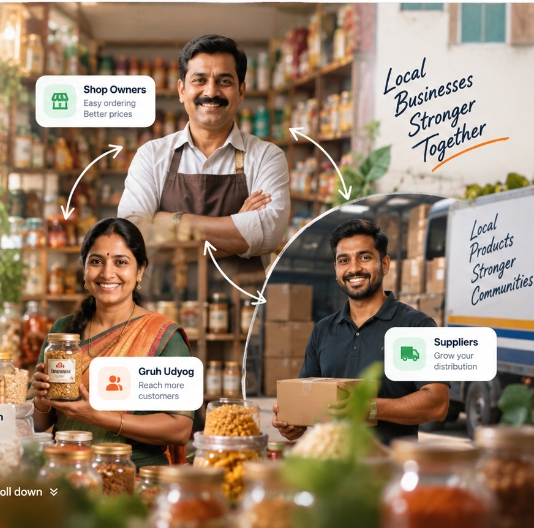 Shop Owners
Easy ordering
Better prices
Local
Businesses
Stronger
Together
Local
Products
Stronger
Communities
Suppliers
Grow your
distribution
Gruh Udyog
Reach more
customers
oll down